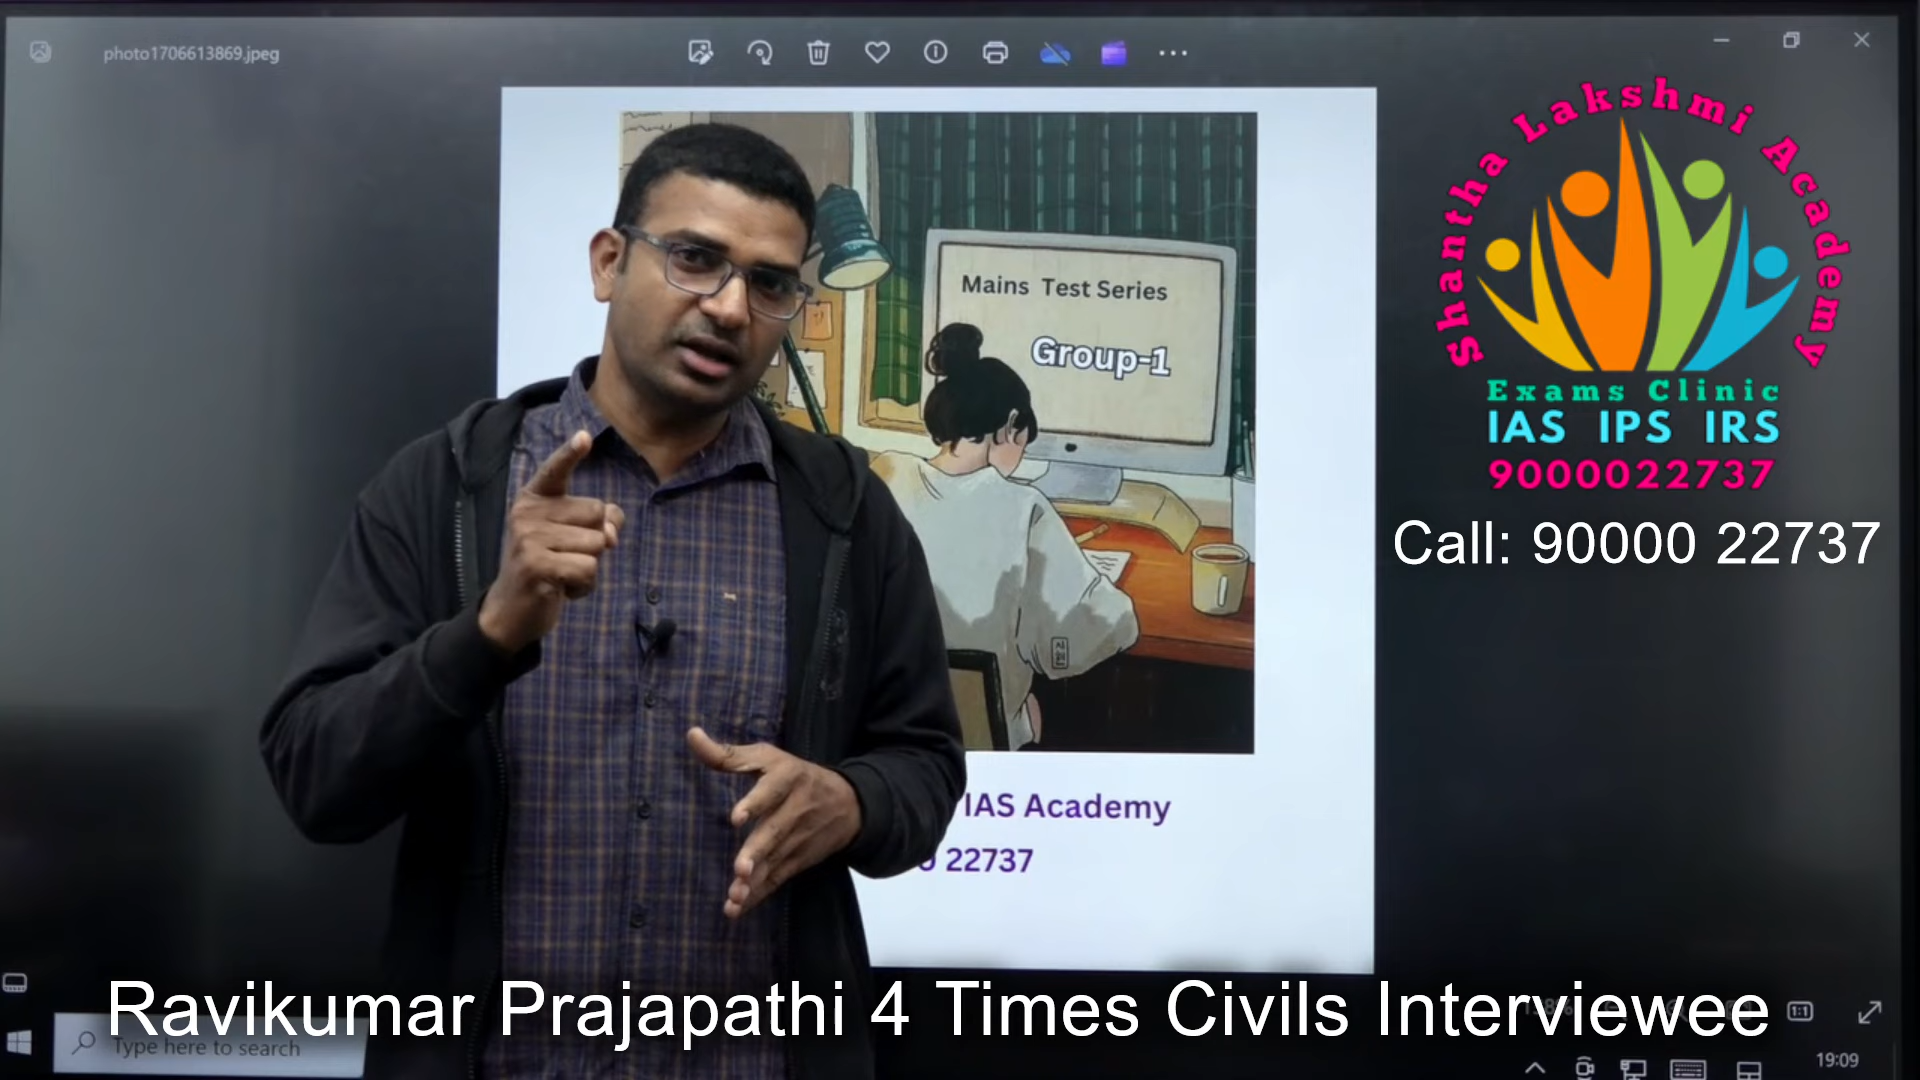 photo1706613869.jpeg
Shantha Lakshmi Academy
Exams Clinic
IAS IPS IRS
9000022737
Call: 90000 22737
Mains Test Series
Group-1
IAS Academy
22737
Ravikumar Prajapathi 4 Times Civils Interviewee
Type here to search
19:09